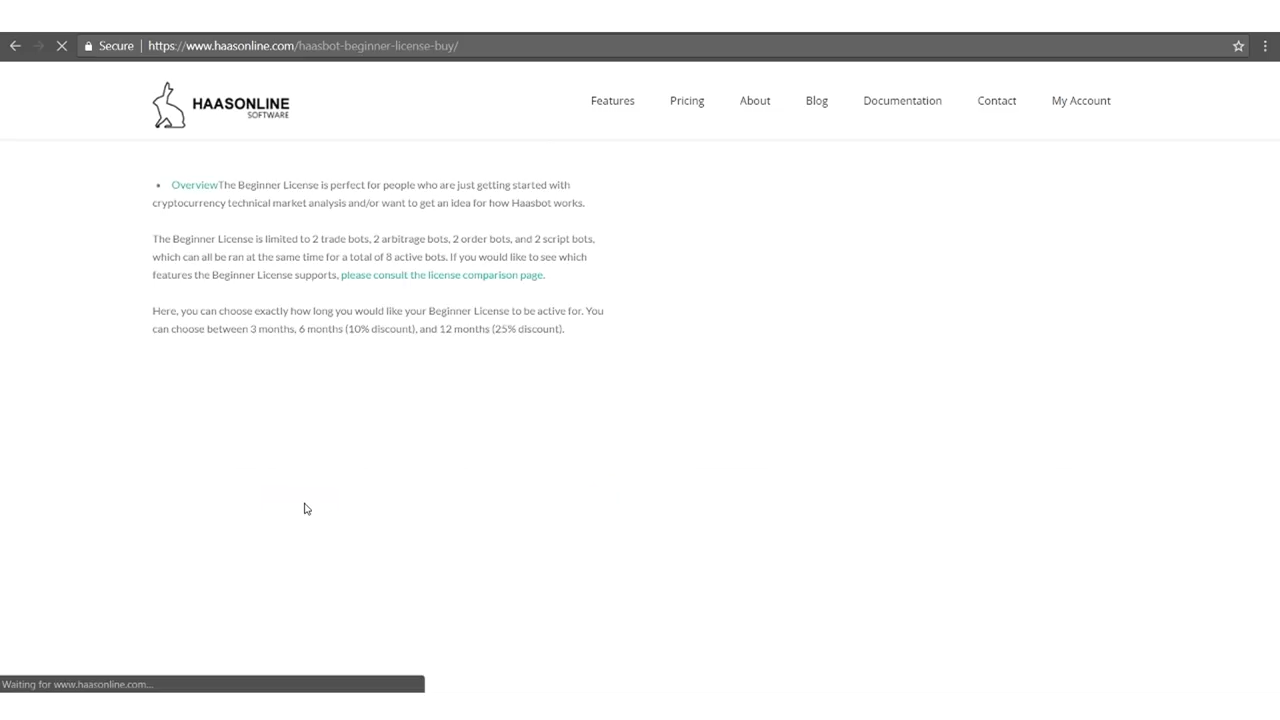 Secure | https://www.haasonline.com/haasbot-beginner-license-buy/
HAASONLINE
SOFTWARE
Features Pricing About Blog Documentation Contact My Account
• OverviewThe Beginner License is perfect for people who are just getting started with
cryptocurrency technical market analysis and/or want to get an idea for how Haasbot works.
The Beginner License is limited to 2 trade bots, 2 arbitrage bots, 2 order bots, and 2 script bots,
which can all be ran at the same time for a total of 8 active bots. If you would like to see which
features the Beginner License supports, please consult the license comparison page.
Here, you can choose exactly how long you would like your Beginner License to be active for. You
can choose between 3 months, 6 months (10% discount), and 12 months (25% discount).
Waiting for www.haasonline.com...